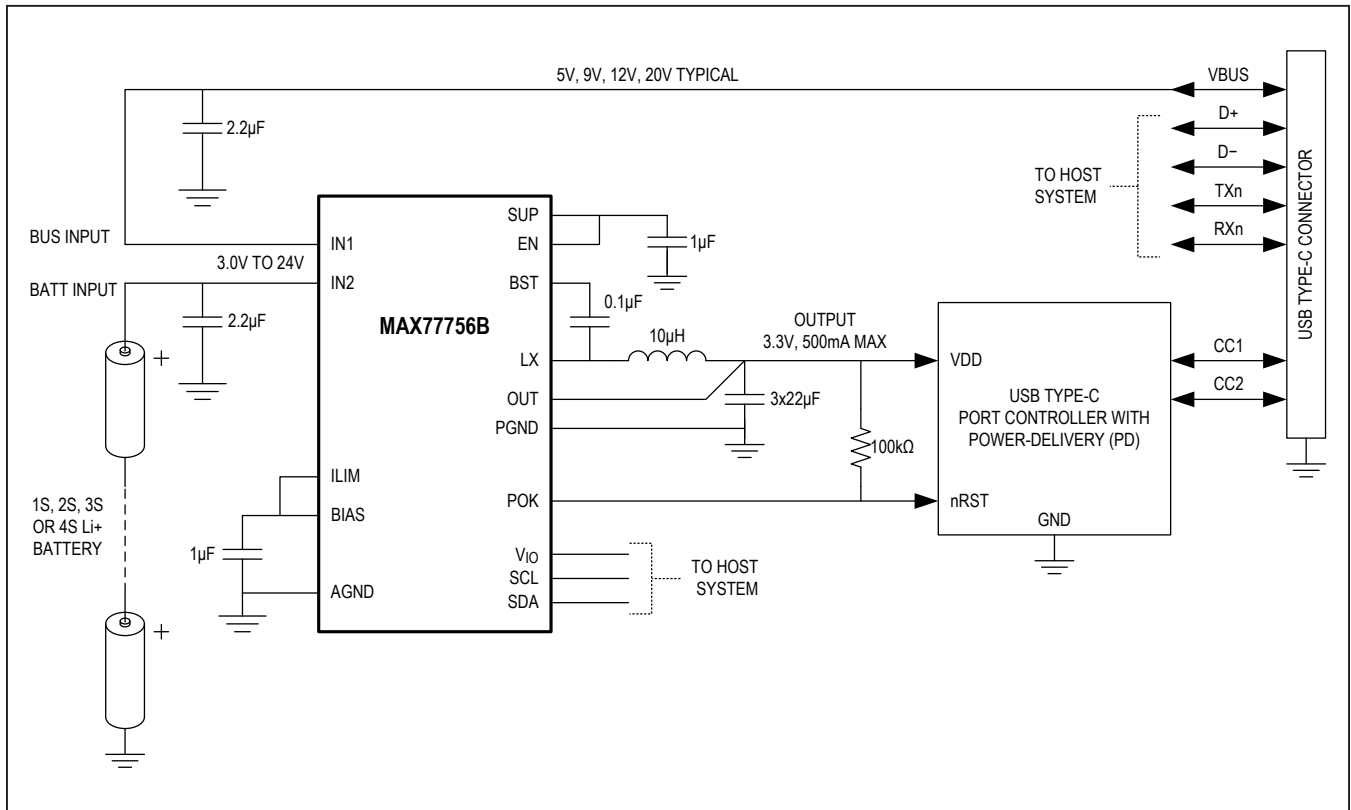 5V, 9V, 12V, 20V TYPICAL
VBUS
D+
D−
TXn
RXn
TO HOST
SYSTEM
USB TYPE-C CONNECTOR
2.2µF
BUS INPUT
3.0V TO 24V
BATT INPUT
2.2µF
+
1S, 2S, 3S
OR 4S Li+
BATTERY
+
1µF
IN1
IN2
MAX77756B
ILIM
BIAS
AGND
SUP
EN
BST
LX
OUT
PGND
POK
VIO
SCL
SDA
1µF
0.1µF
10µH
OUTPUT
3.3V, 500mA MAX
3x22µF
100kΩ
TO HOST
SYSTEM
VDD
USB TYPE-C
PORT CONTROLLER WITH
POWER-DELIVERY (PD)
nRST
GND
CC1
CC2